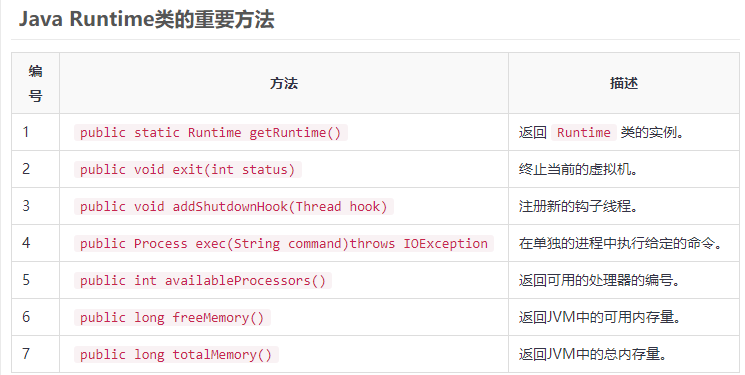 Java Runtime类的重要方法
编号 方法 描述
1 public static Runtime getRuntime() 返回 Runtime 类的实例。
2 public void exit(int status) 终止当前的虚拟机。
3 public void addShutdownHook(Thread hook) 注册新的钩子线程。
4 public Process exec(String command)throws IOException 在单独的进程中执行给定的命令。
5 public int availableProcessors() 返回可用的处理器的编号。
6 public long freeMemory() 返回JVM中的可用内存量。
7 public long totalMemory() 返回JVM中的总内存量。